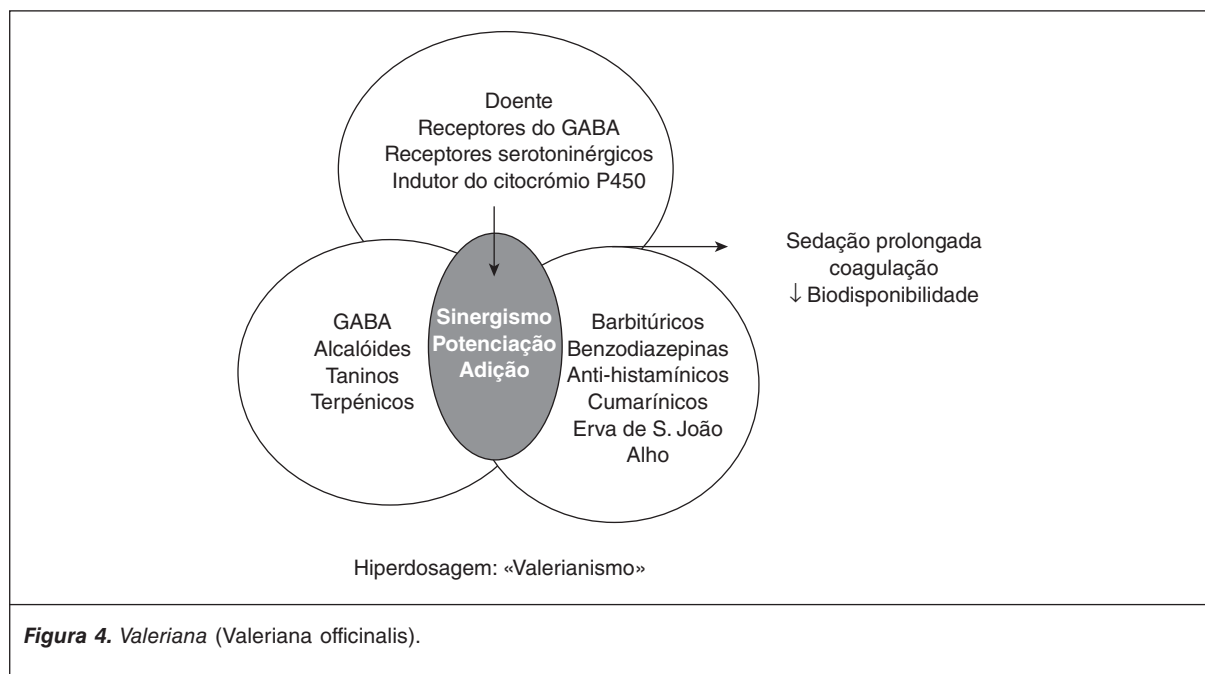 Doente
Receptores do GABA
Receptores serotoninérgicos
Indutor do citocrómio P450
Sedação prolongada
coagulação
↓ Biodisponibilidade
GABA
Alcalóides
Taninos
Terpénicos
Sinergismo
Potenciação
Adição
Barbitúricos
Benzodiazepinas
Anti-histamínicos
Cumarínicos
Erva de S. João
Alho
Hiperdosagem: «Valerianismo»
Figura 4. Valeriana (Valeriana officinalis).